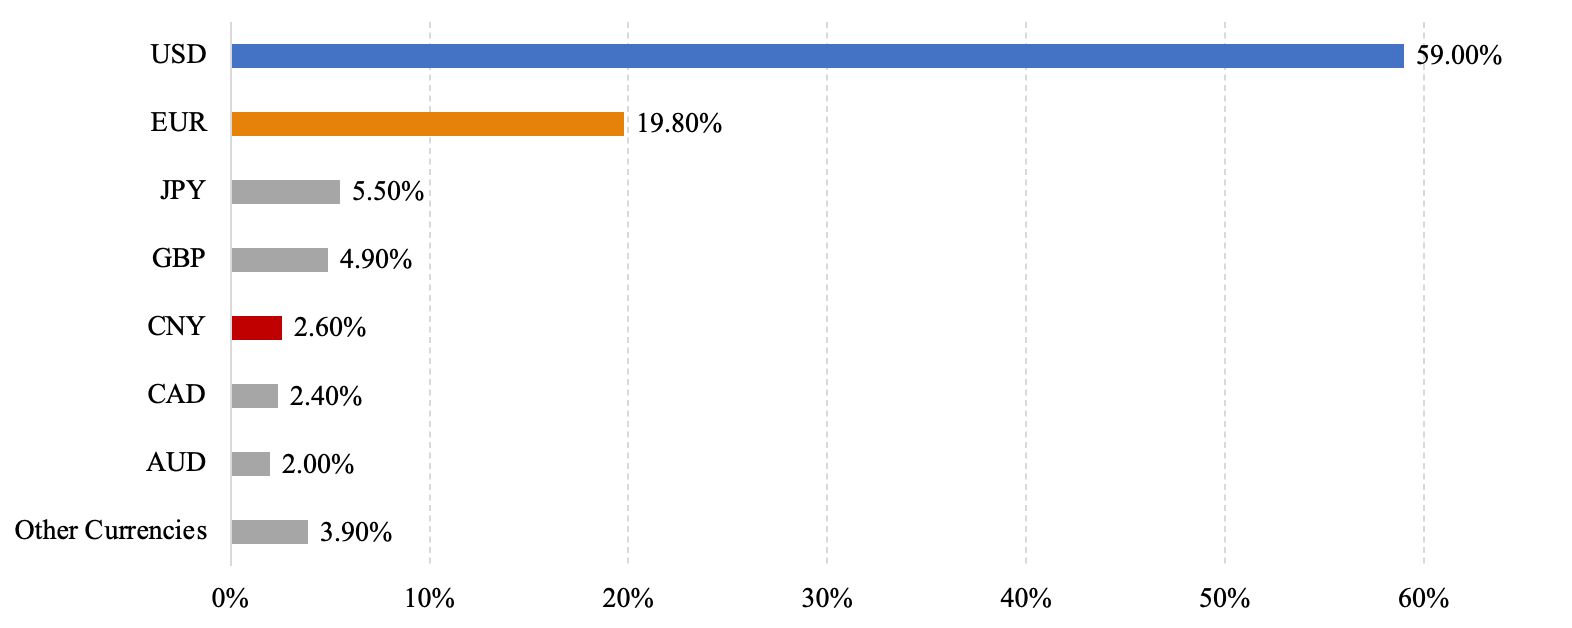 USD 59.00%
EUR 19.80%
JPY 5.50%
GBP 4.90%
CNY 2.60%
CAD 2.40%
AUD 2.00%
Other Currencies 3.90%
0% 10% 20% 30% 40% 50% 60%